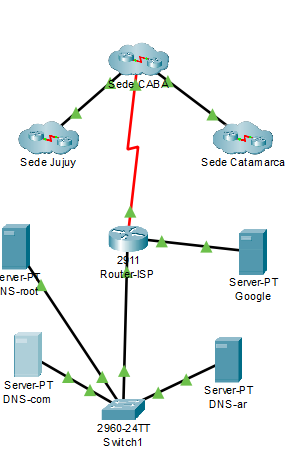 Sede CABA
Sede Jujuy
Sede Catamarca
2911
Router-ISP
Server-PT
Google
erver-PT
NS-root
Server-PT
DNS-com
Server-PT
DNS-ar
2960-24TT
Switch1